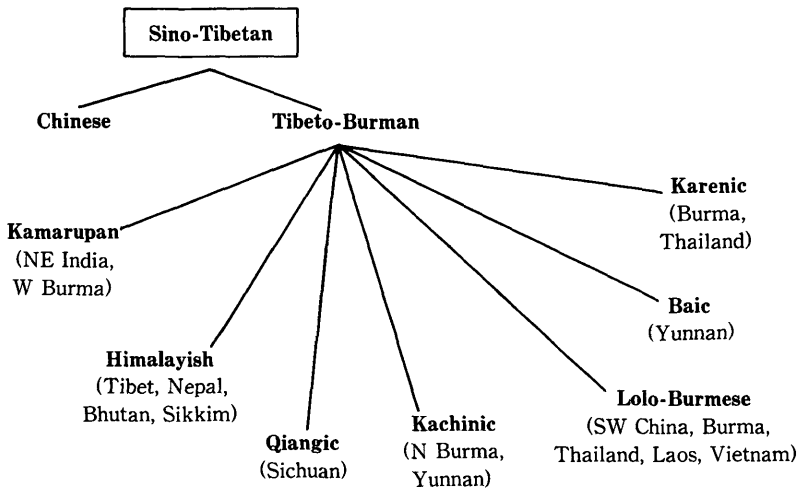 Sino-Tibetan
Chinese
Tibeto-Burman
Kamarupan
(NE India,
W Burma)
Himalayish
(Tibet, Nepal,
Bhutan, Sikkim)
Qiangic
(Sichuan)
Kachinic
(N Burma,
Yunnan)
Lolo-Burmese
(SW China, Burma,
Thailand, Laos, Vietnam)
Baic
(Yunnan)
Karenic
(Burma,
Thailand)